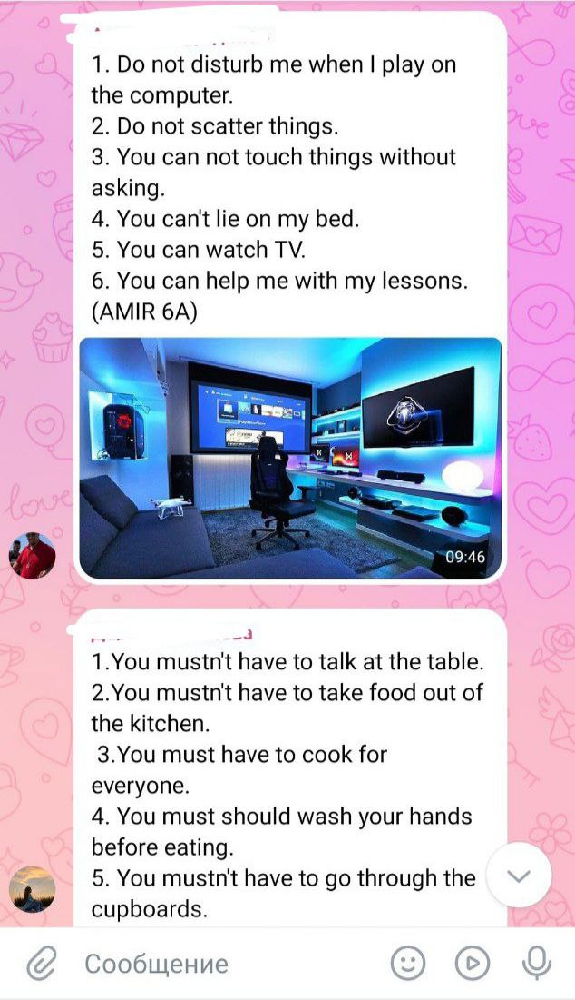 1. Do not disturb me when I play on
the computer.
2. Do not scatter things.
3. You can not touch things without
asking.
4. You can't lie on my bed.
5. You can watch TV.
6. You can help me with my lessons.
(AMIR 6A)
09:46
1.You mustn't have to talk at the table.
2.You mustn't have to take food out of
the kitchen.
3.You must have to cook for
everyone.
4. You must should wash your hands
before eating.
5. You mustn't have to go through the
cupboards.
Сообщение